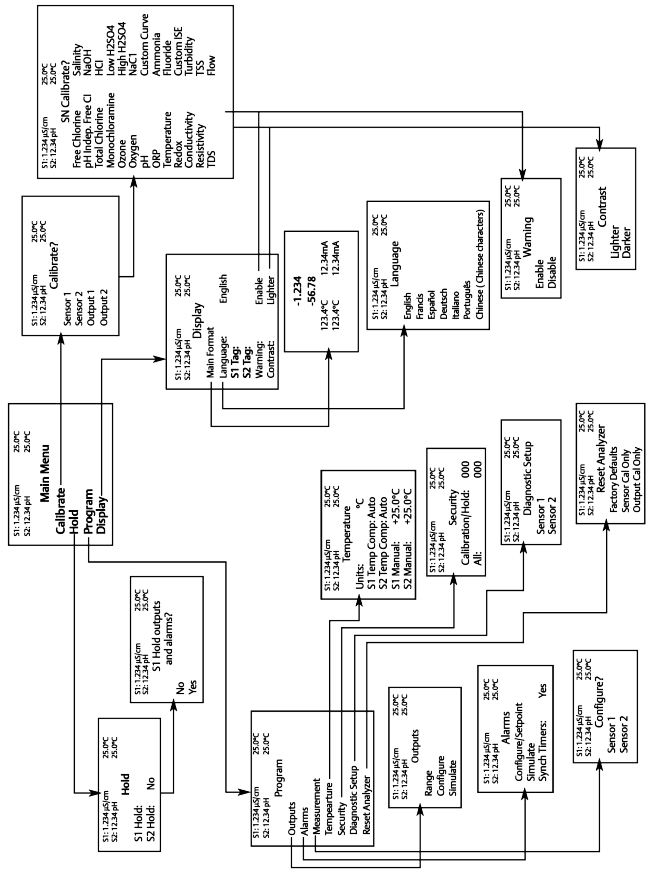 S1: 1.234 µS/cm 25.0ºC
S2: 12.34 pH 25.0ºC
Main Menu
Calibrate
Hold
Program
Display
S1: 1.234 µS/cm 25.0ºC
S2: 12.34 pH 25.0ºC
Calibrate?
Sensor 1
Sensor 2
Output 1
Output 2
S1: 1.234 µS/cm 25.0ºC
S2: 12.34 pH 25.0ºC
SN Calibrate?
Free Chlorine Salinity
pH Indep. Free Cl NaOH
Total Chlorine HCl
Monochloramine Low H2SO4
Ozone High H2SO4
Oxygen NaC1
pH Custom Curve
ORP Ammonia
Temperature Fluoride
Redox Custom ISE
Conductivity Turbidity
Resistivity TSS
TDS Flow
S1: 1.234 µS/cm 25.0ºC
S2: 12.34 pH 25.0ºC
Hold
S1 Hold:
S2 Hold: No
S1: 1.234 µS/cm 25.0ºC
S2: 12.34 pH 25.0ºC
S1 Hold outputs
and alarms?
No
Yes
S1: 1.234 µS/cm 25.0ºC
S2: 12.34 pH 25.0ºC
Display
Main Format
Language: English
S1 Tag:
S2 Tag:
Warning: Enable
Contrast: Lighter
-1.234
-56.78
123.4ºC 12.34mA
123.4ºC 12.34mA
S1: 1.234 µS/cm 25.0ºC
S2: 12.34 pH 25.0ºC
Language
English
Francis
Español
Deutsch
Italiano
Português
Chinese ( Chinese characters)
S1: 1.234 µS/cm 25.0ºC
S2: 12.34 pH 25.0ºC
Warning
Enable
Disable
S1: 1.234 µS/cm 25.0ºC
S2: 12.34 pH 25.0ºC
Contrast
Lighter
Darker
S1: 1.234 µS/cm 25.0ºC
S2: 12.34 pH 25.0ºC
Program
Outputs
Alarms
Measurement
Tempearture
Security
Diagnostic Setup
Reset Analyzer
S1: 1.234 µS/cm 25.0ºC
S2: 12.34 pH 25.0ºC
Temperature
Units: ºC
S1 Temp Comp: Auto
S2 Temp Comp: Auto
S1 Manual: +25.0ºC
S2 Manual: +25.0ºC
S1: 1.234 µS/cm 25.0ºC
S2: 12.34 pH 25.0ºC
Security
Calibration/Hold: 000
All: 000
S1: 1.234 µS/cm 25.0ºC
S2: 12.34 pH 25.0ºC
Diagnostic Setup
Sensor 1
Sensor 2
S1: 1.234 µS/cm 25.0ºC
S2: 12.34 pH 25.0ºC
Reset Analyzer
Factory Defaults
Sensor Cal Only
Output Cal Only
S1: 1.234 µS/cm 25.0ºC
S2: 12.34 pH 25.0ºC
Outputs
Range
Configure
Simulate
S1: 1.234 µS/cm 25.0ºC
S2: 12.34 pH 25.0ºC
Alarms
Configure/Setpoint
Simulate
Synch Timers: Yes
S1: 1.234 µS/cm 25.0ºC
S2: 12.34 pH 25.0ºC
Configure?
Sensor 1
Sensor 2